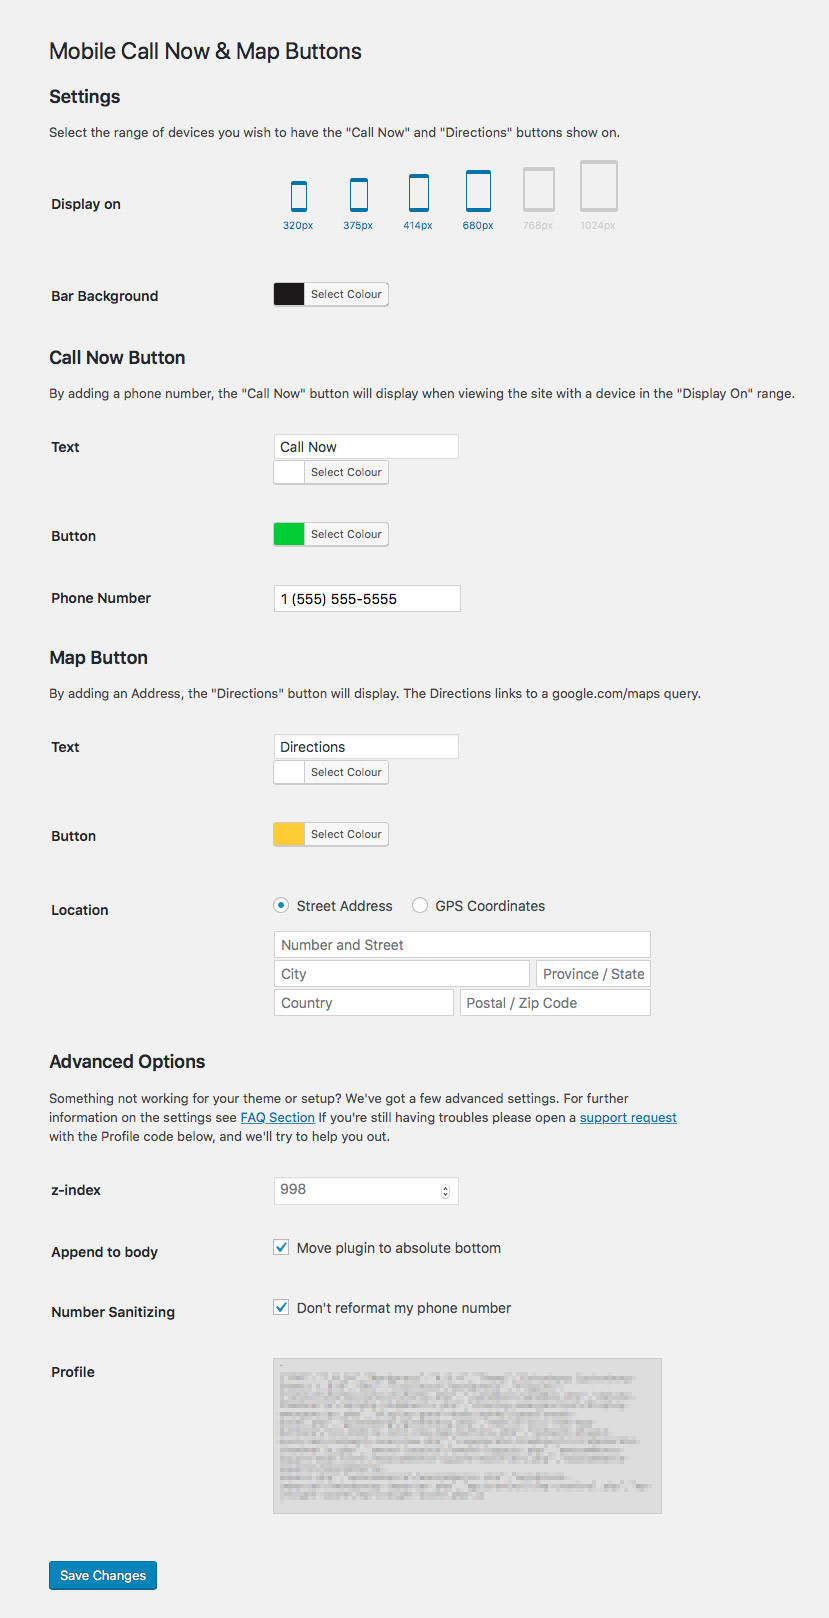 Mobile Call Now & Map Buttons
Settings
Select the range of devices you wish to have the "Call Now" and "Directions" buttons show on.
Display on
320px 375px 414px 680px 768px 1024px
Bar Background Select Colour
Call Now Button
By adding a phone number, the "Call Now" button will display when viewing the site with a device in the "Display On" range.
Text Call Now
Select Colour
Button Select Colour
Phone Number 1 (555) 555-5555
Map Button
By adding an Address, the "Directions" button will display. The Directions links to a google.com/maps query.
Text Directions
Select Colour
Button Select Colour
Location Street Address GPS Coordinates
Number and Street
City Province / State
Country Postal / Zip Code
Advanced Options
Something not working for your theme or setup? We've got a few advanced settings. For further
information on the settings see FAQ Section If you're still having troubles please open a support request
with the Profile code below, and we'll try to help you out.
z-index 998
Append to body Move plugin to absolute bottom
Number Sanitizing Don't reformat my phone number
Profile
Save Changes